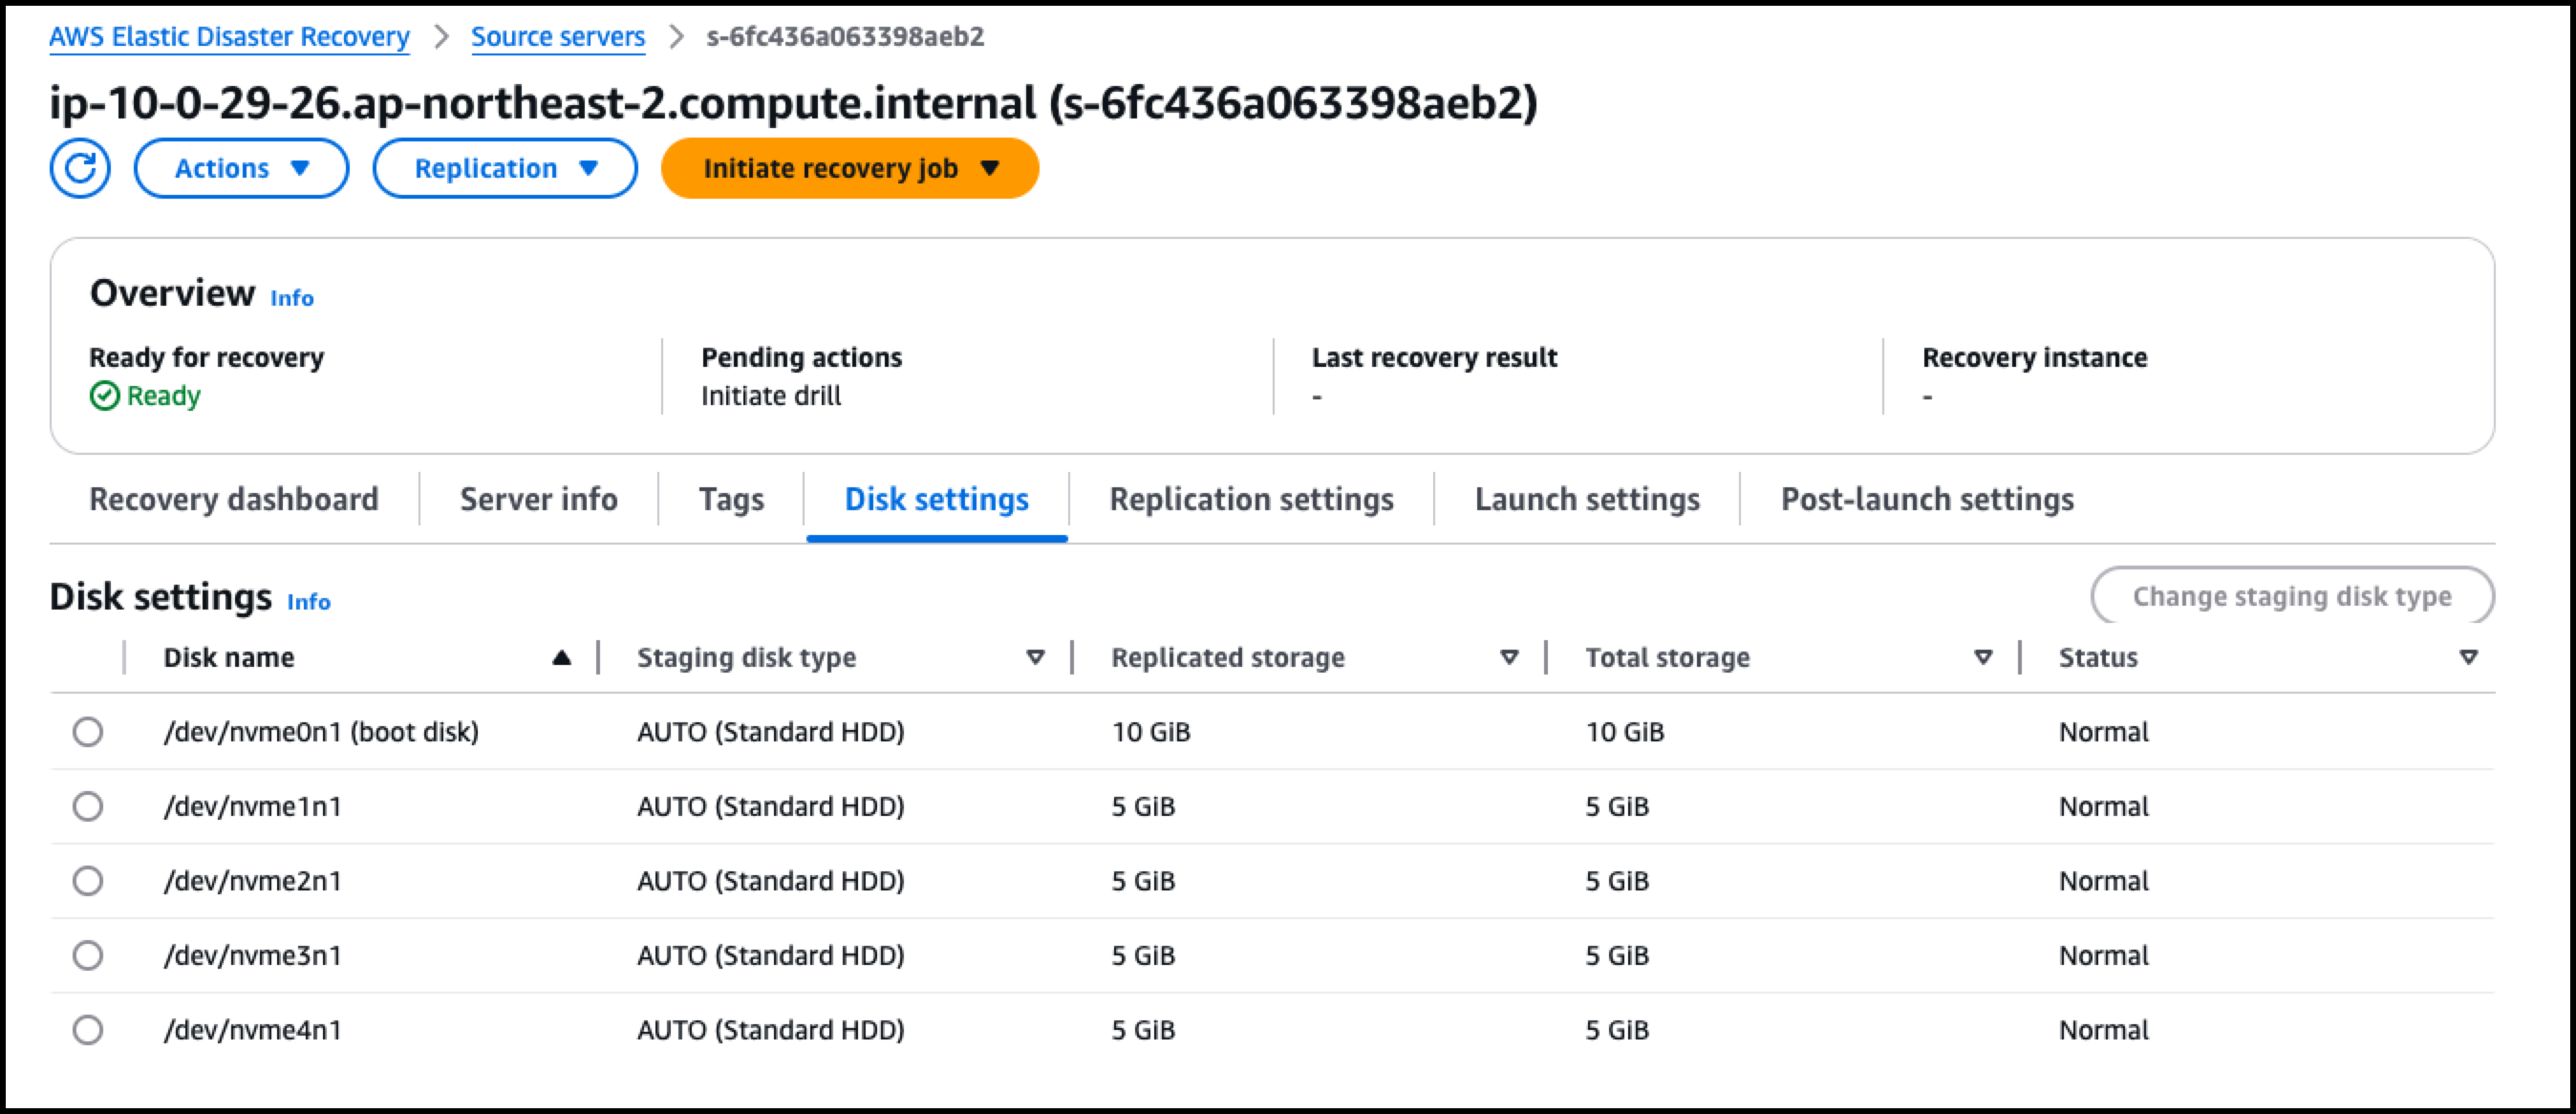 AWS Elastic Disaster Recovery > Source servers > s-6fc436a063398aeb2
ip-10-0-29-26.ap-northeast-2.compute.internal (s-6fc436a063398aeb2)
Actions Replication Initiate recovery job
Overview Info
Ready for recovery Pending actions Last recovery result Recovery instance
Ready Initiate drill - -
Recovery dashboard Server info Tags Disk settings Replication settings Launch settings Post-launch settings
Disk settings Info Change staging disk type
Disk name Staging disk type Replicated storage Total storage Status
/dev/nvme0n1 (boot disk) AUTO (Standard HDD) 10 GiB 10 GiB Normal
/dev/nvme1n1 AUTO (Standard HDD) 5 GiB 5 GiB Normal
/dev/nvme2n1 AUTO (Standard HDD) 5 GiB 5 GiB Normal
/dev/nvme3n1 AUTO (Standard HDD) 5 GiB 5 GiB Normal
/dev/nvme4n1 AUTO (Standard HDD) 5 GiB 5 GiB Normal